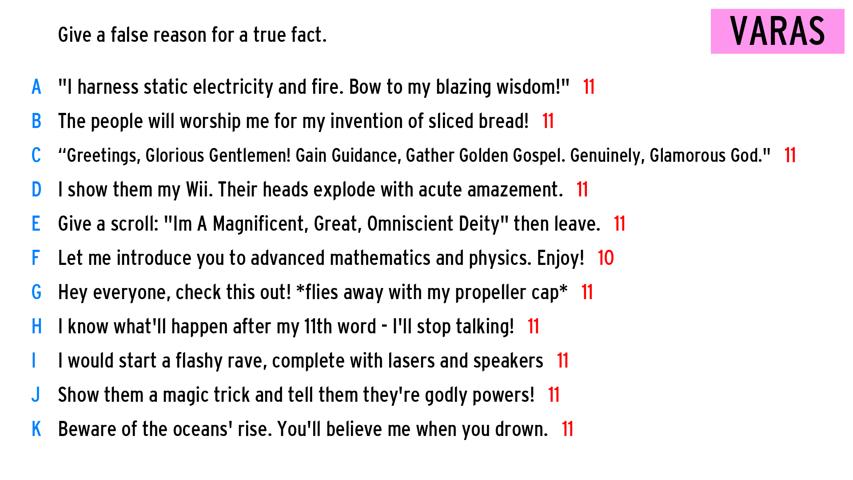 Give a false reason for a true fact.
VARAS
A "I harness static electricity and fire. Bow to my blazing wisdom!" 11
B The people will worship me for my invention of sliced bread! 11
C “Greetings, Glorious Gentlemen! Gain Guidance, Gather Golden Gospel. Genuinely, Glamorous God." 11
D I show them my Wii. Their heads explode with acute amazement. 11
E Give a scroll: "Im A Magnificent, Great, Omniscient Deity" then leave. 11
F Let me introduce you to advanced mathematics and physics. Enjoy! 10
G Hey everyone, check this out! *flies away with my propeller cap* 11
H I know what'll happen after my 11th word - I'll stop talking! 11
I I would start a flashy rave, complete with lasers and speakers 11
J Show them a magic trick and tell them they're godly powers! 11
K Beware of the oceans' rise. You'll believe me when you drown. 11